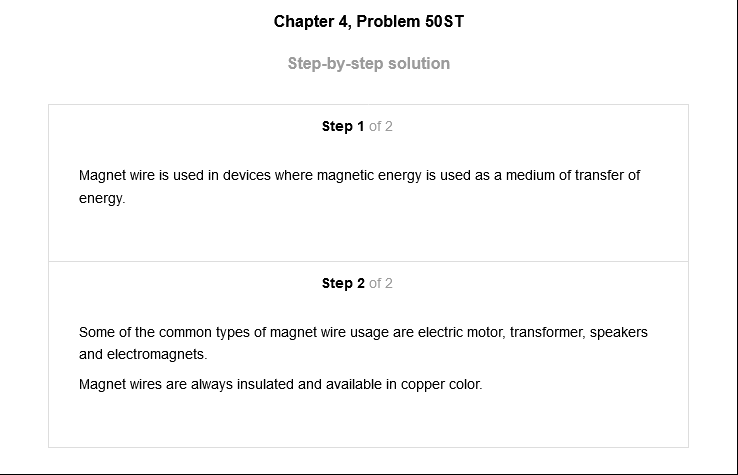 Chapter 4, Problem 50ST
Step-by-step solution
Step 1 of 2
Magnet wire is used in devices where magnetic energy is used as a medium of transfer of
energy.
Step 2 of 2
Some of the common types of magnet wire usage are electric motor, transformer, speakers
and electromagnets.
Magnet wires are always insulated and available in copper color.